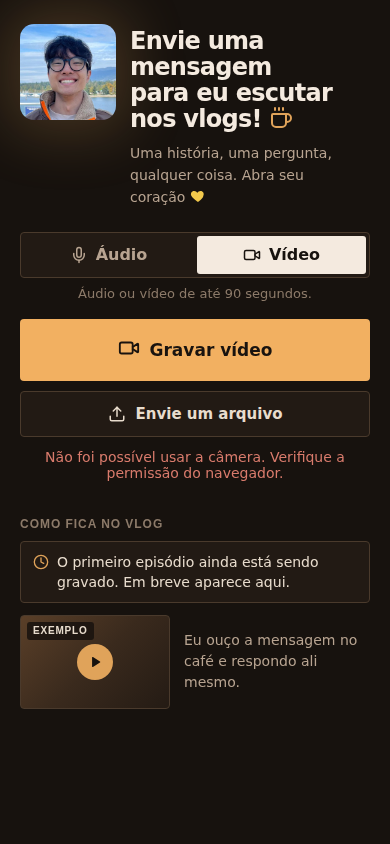 Envie uma
mensagem
para eu escutar
nos vlogs!
Uma história, uma pergunta,
qualquer coisa. Abra seu
coração 💛
Áudio
Vídeo
Áudio ou vídeo de até 90 segundos.
Gravar vídeo
Envie um arquivo
Não foi possível usar a câmera. Verifique a
permissão do navegador.
COMO FICA NO VLOG
O primeiro episódio ainda está sendo
gravado. Em breve aparece aqui.
EXEMPLO
Eu ouço a mensagem no
café e respondo ali
mesmo.